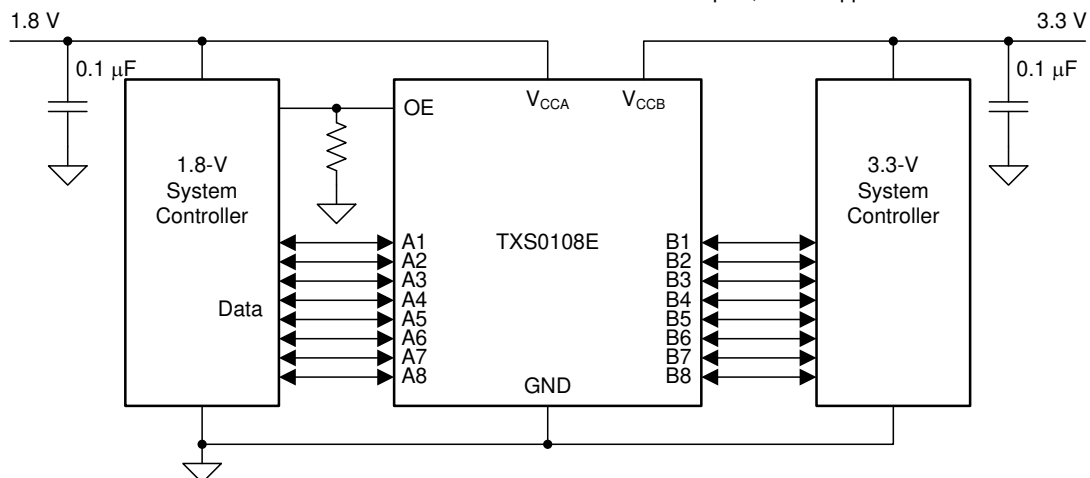 1.8 V
3.3 V
0.1 μF
0.1 μF
VCCA
VCCB
OE
1.8-V
System
Controller
3.3-V
System
Controller
TXS0108E
Data
A1
A2
A3
A4
A5
A6
A7
A8
B1
B2
B3
B4
B5
B6
B7
B8
GND